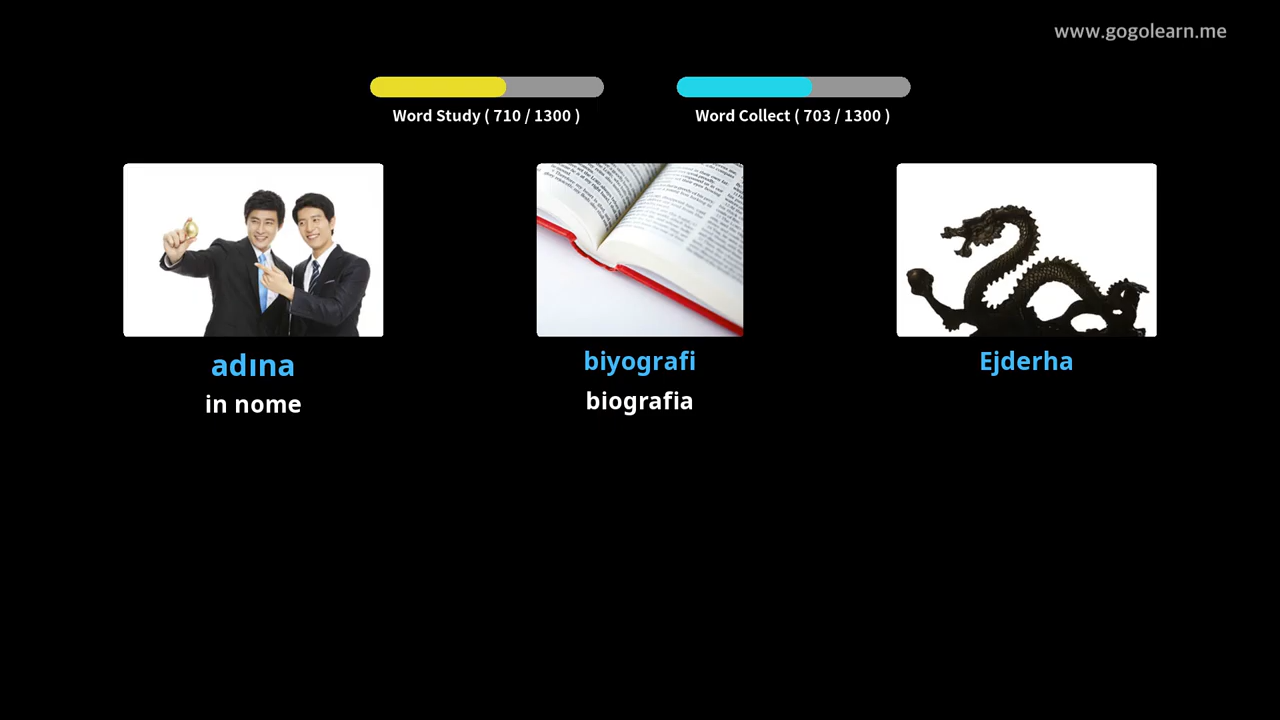 www.gogolearn.me
Word Study ( 710 / 1300 )
Word Collect ( 703 / 1300 )
adına
in nome
biyografi
biografia
Ejderha